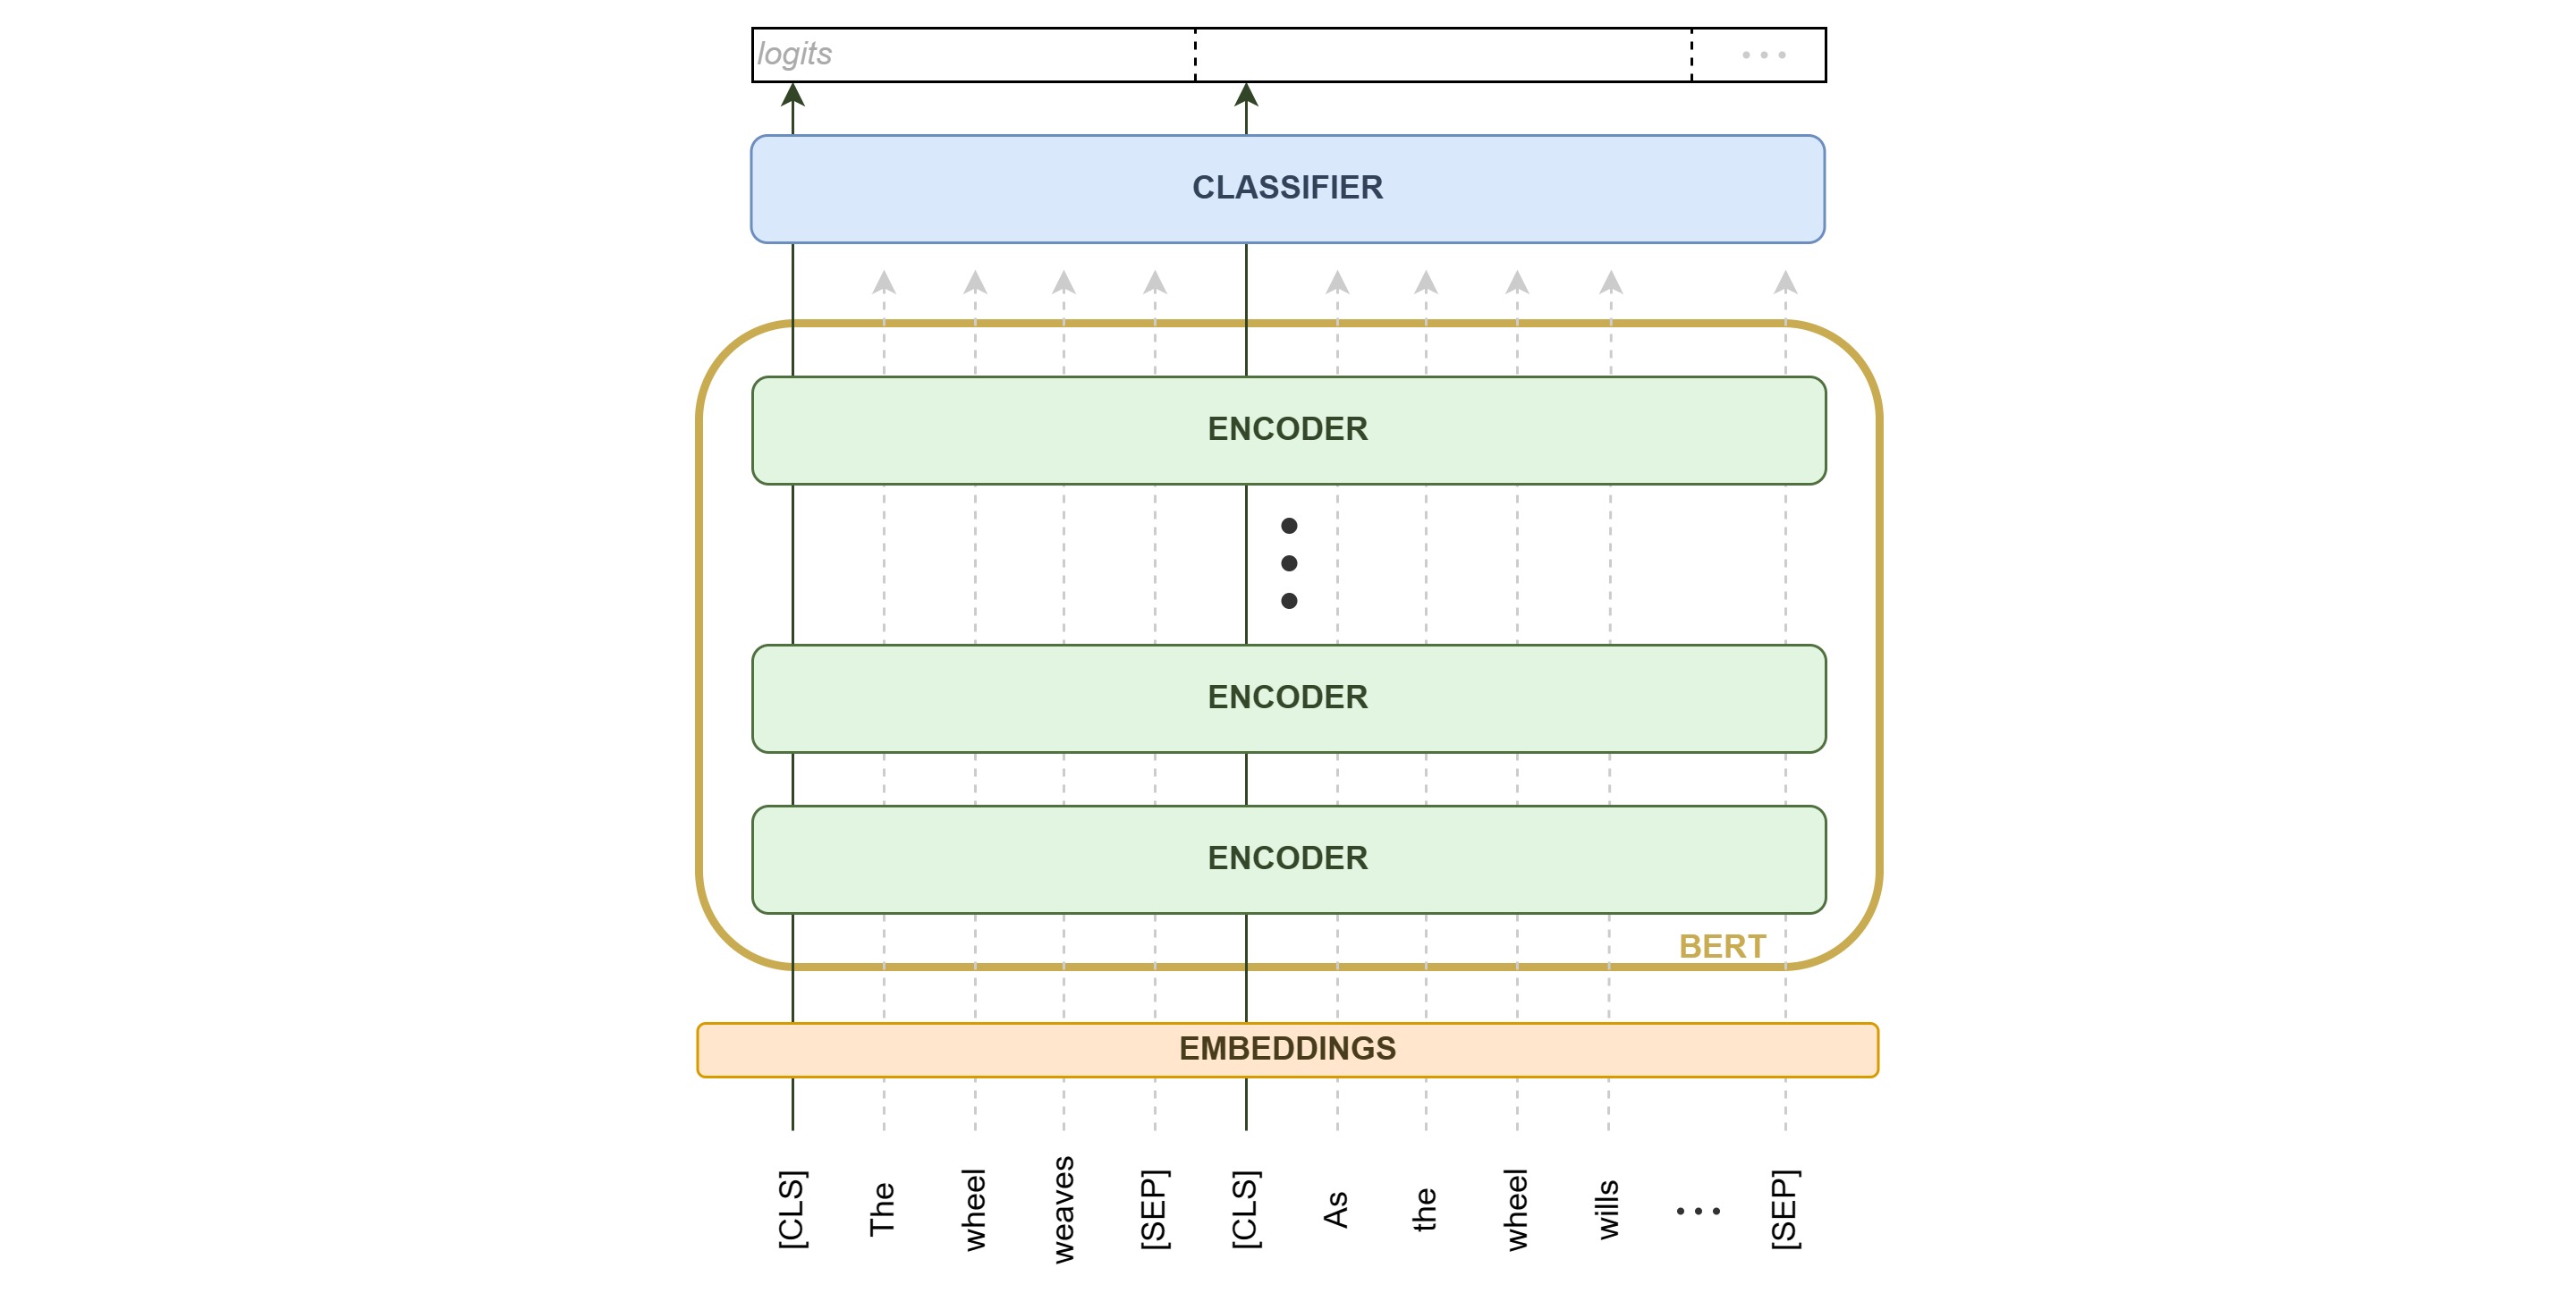 logits
CLASSIFIER
ENCODER
ENCODER
ENCODER
BERT
EMBEDDINGS
[CLS] The wheel weaves [SEP] [CLS] As the wheel wills ... [SEP]